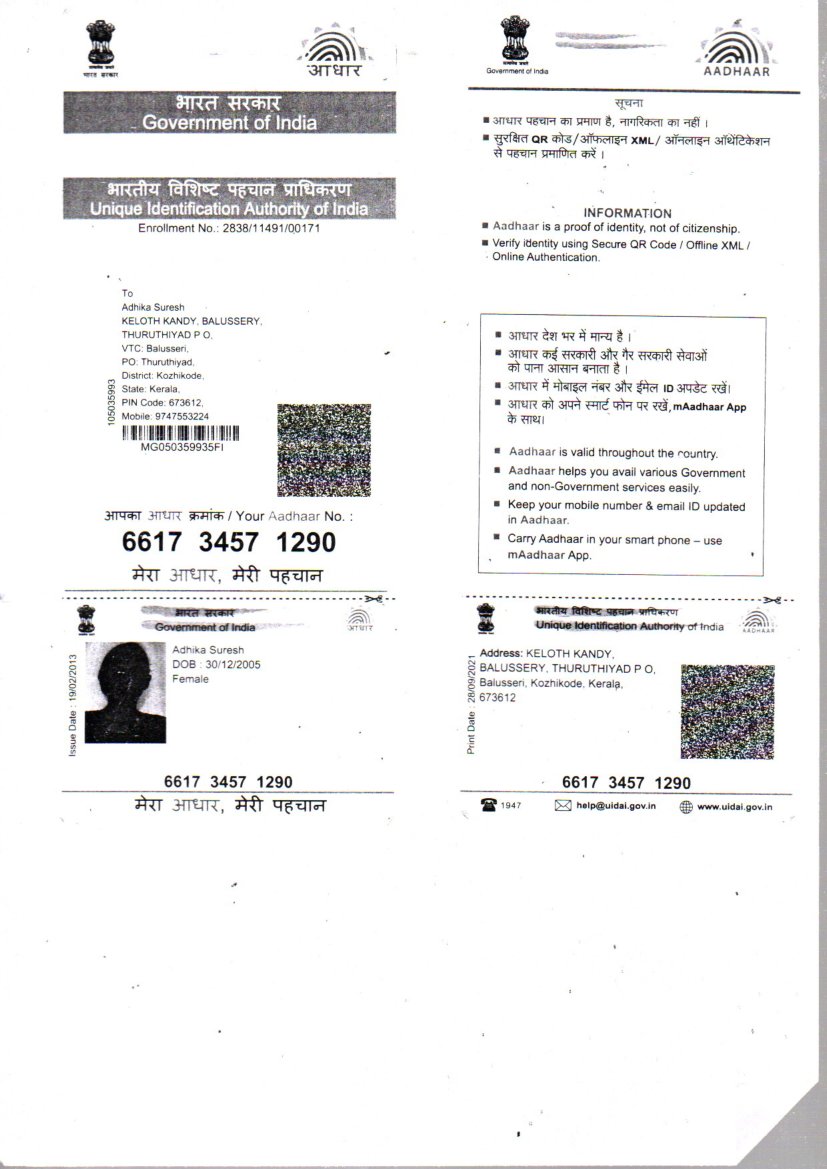 भारत सरकार
आधार
भारत सरकार
Government of India
भारतीय विशिष्ट पहचान प्राधिकरण
Unique Identification Authority of India
Enrollment No.: 2838/11491/00171
To
Adhika Suresh
KELOTH KANDY, BALUSSERY,
THURUTHIYAD P O,
VTC: Balusseri,
PO: Thuruthiyad,
District: Kozhikode,
State: Kerala,
PIN Code: 673612,
Mobile: 9747553224
105035993
MG050359935FI
आपका आधार क्रमांक / Your Aadhaar No. :
6617 3457 1290
मेरा आधार, मेरी पहचान
भारत सरकार
Government of India
आधार
Adhika Suresh
DOB : 30/12/2005
Female
Issue Date : 19/02/2013
6617 3457 1290
मेरा आधार, मेरी पहचान
Government of India
AADHAAR
सूचना
आधार पहचान का प्रमाण है, नागरिकता का नहीं ।
सुरक्षित QR कोड/ऑफलाइन XML/ ऑनलाइन ऑथेंटिकेशन
से पहचान प्रमाणित करें ।
INFORMATION
Aadhaar is a proof of identity, not of citizenship.
Verify identity using Secure QR Code / Offline XML /
Online Authentication.
आधार देश भर में मान्य है ।
आधार कई सरकारी और गैर सरकारी सेवाओं
को पाना आसान बनाता है ।
आधार में मोबाइल नंबर और ईमेल ID अपडेट रखें।
आधार को अपने स्मार्ट फोन पर रखें, mAadhaar App
के साथ।
Aadhaar is valid throughout the country.
Aadhaar helps you avail various Government
and non-Government services easily.
Keep your mobile number & email ID updated
in Aadhaar.
Carry Aadhaar in your smart phone – use
mAadhaar App.
भारतीय विशिष्ट पहचान प्राधिकरण
Unique Identification Authority of India
AADHAAR
Address: KELOTH KANDY,
BALUSSERY, THURUTHIYAD P O,
Balusseri, Kozhikode, Kerala,
673612
Print Date : 28/09/2021
6617 3457 1290
1947
help@uidai.gov.in
www.uidai.gov.in